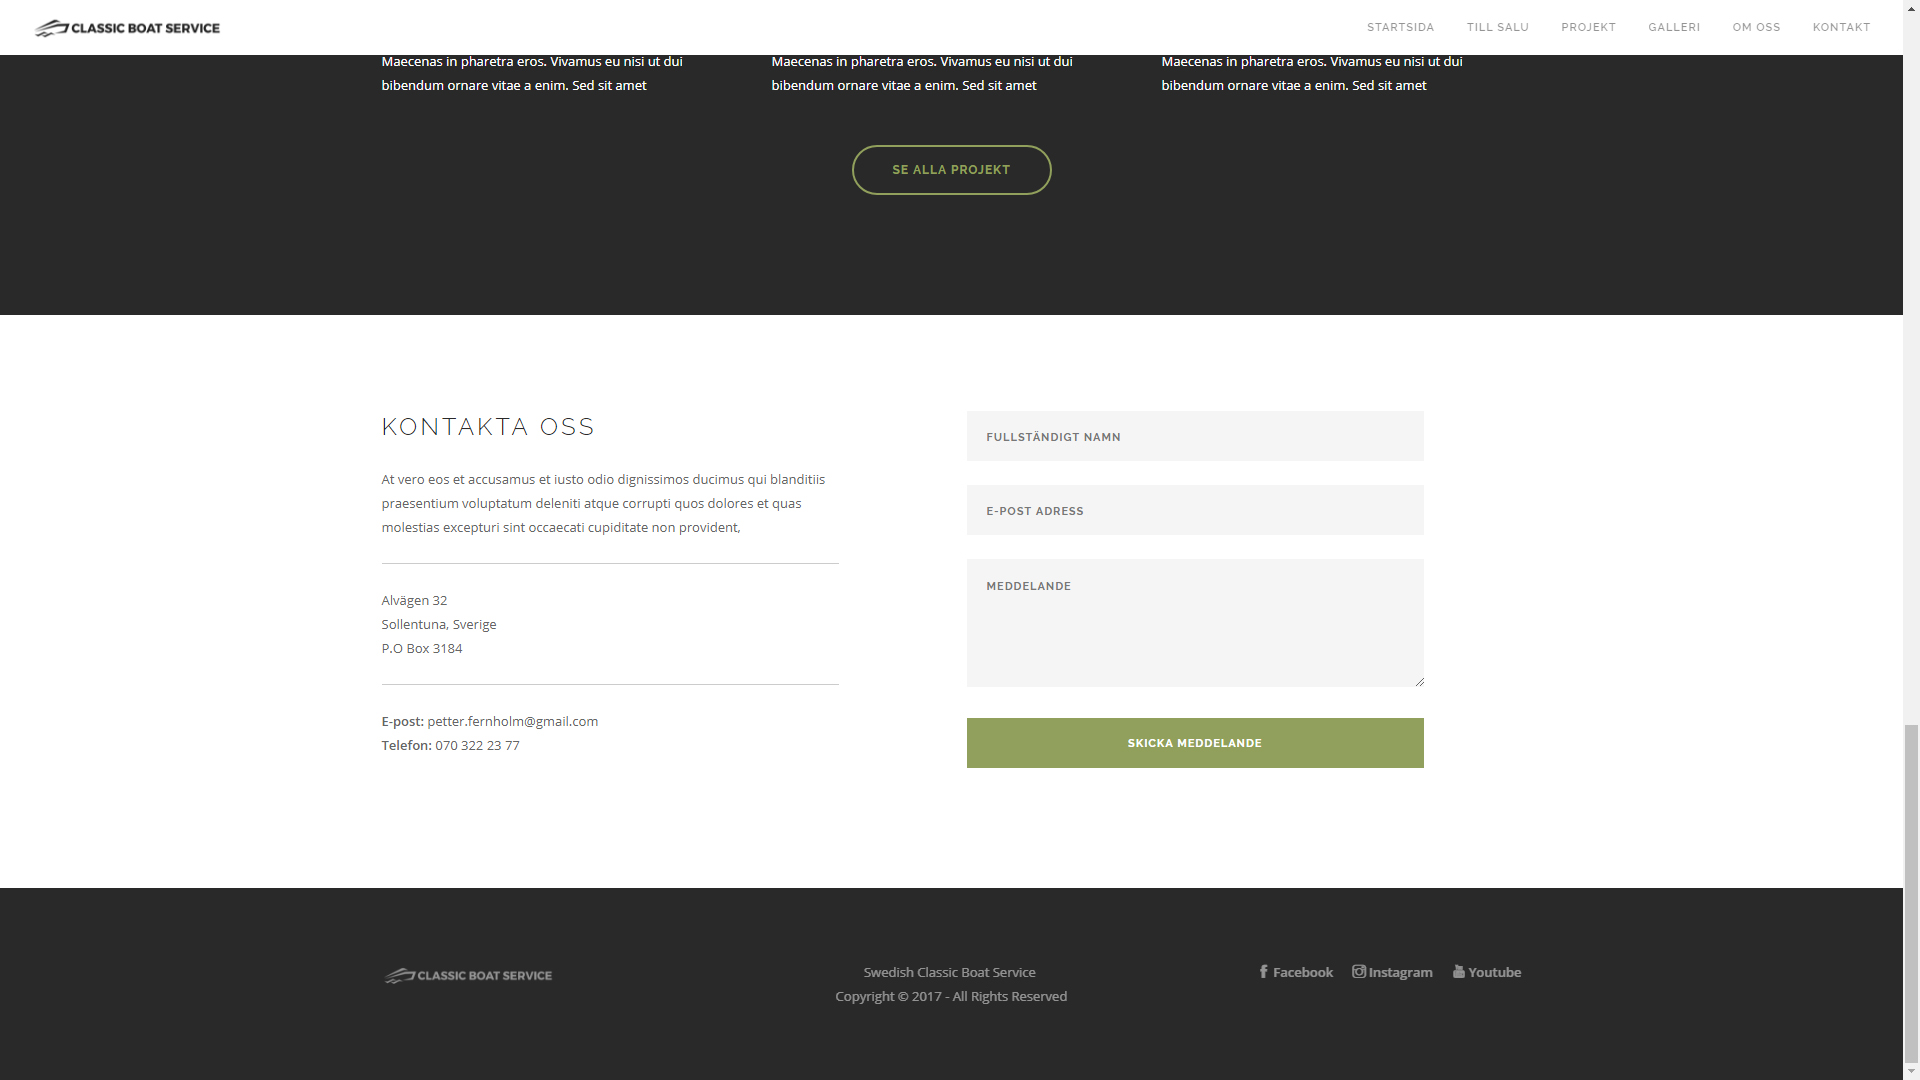 CLASSIC BOAT SERVICE
STARTSIDA TILL SALU PROJEKT GALLERI OM OSS KONTAKT
Maecenas in pharetra eros. Vivamus eu nisi ut dui
bibendum ornare vitae a enim. Sed sit amet
Maecenas in pharetra eros. Vivamus eu nisi ut dui
bibendum ornare vitae a enim. Sed sit amet
Maecenas in pharetra eros. Vivamus eu nisi ut dui
bibendum ornare vitae a enim. Sed sit amet
SE ALLA PROJEKT
KONTAKTA OSS
At vero eos et accusamus et iusto odio dignissimos ducimus qui blanditiis
praesentium voluptatum deleniti atque corrupti quos dolores et quas
molestias excepturi sint occaecati cupiditate non provident,
Alvägen 32
Sollentuna, Sverige
P.O Box 3184
E-post: petter.fernholm@gmail.com
Telefon: 070 322 23 77
FULLSTÄNDIGT NAMN
E-POST ADRESS
MEDDELANDE
SKICKA MEDDELANDE
CLASSIC BOAT SERVICE
Swedish Classic Boat Service
Copyright © 2017 - All Rights Reserved
Facebook Instagram Youtube